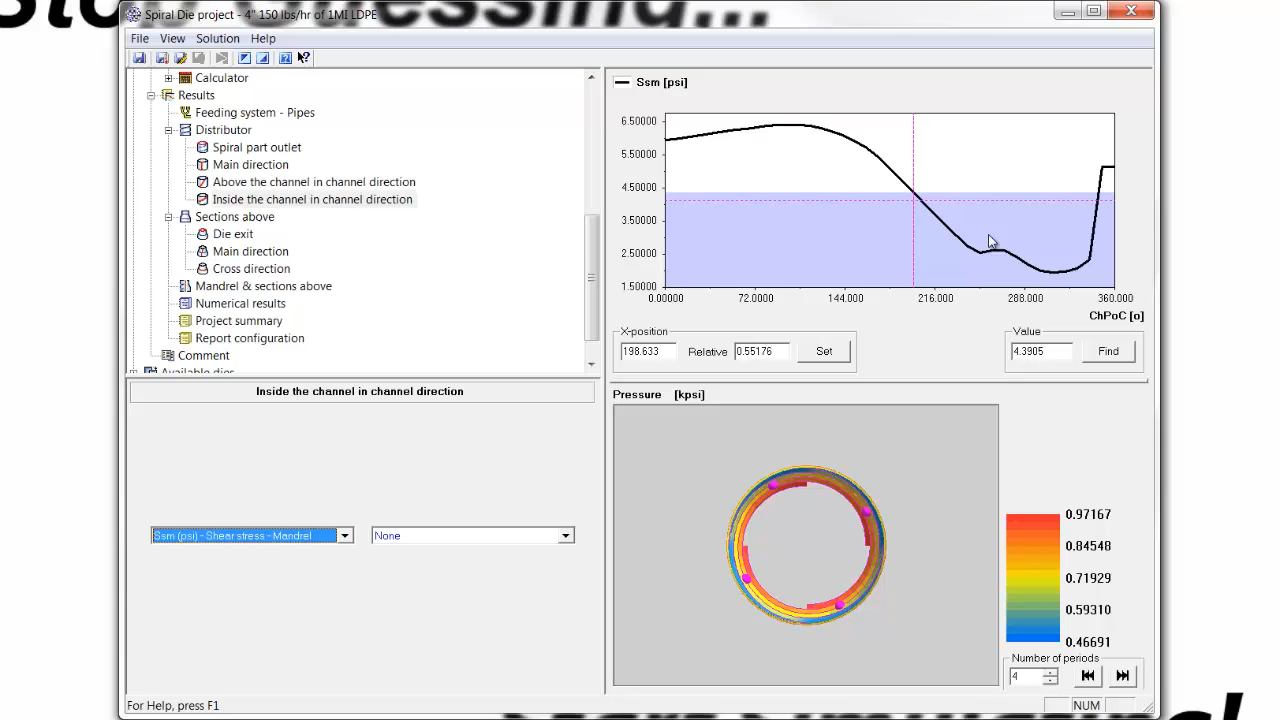 Spiral Die project - 4" 150 lbs/hr of 1MI LDPE
File View Solution Help
Calculator
Results
Feeding system - Pipes
Distributor
Spiral part outlet
Main direction
Above the channel in channel direction
Inside the channel in channel direction
Sections above
Die exit
Main direction
Cross direction
Mandrel & sections above
Numerical results
Project summary
Report configuration
Comment
Available dies
Inside the channel in channel direction
Ssm (psi) - Shear stress - Mandrel
None
Ssm [psi]
6.50000
5.50000
4.50000
3.50000
2.50000
1.50000
0.00000 72.0000 144.000 216.000 288.000 360.000
ChPoC [o]
X-position
198.633 Relative 0.55176 Set
Value
4.3905 Find
Pressure [kpsi]
0.97167
0.84548
0.71929
0.59310
0.46691
Number of periods
4
For Help, press F1
NUM